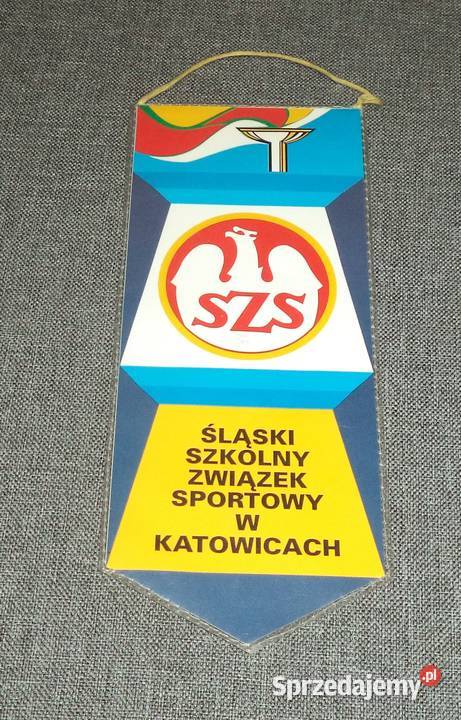 SZS
ŚLĄSKI
SZKOLNY
ZWIĄZEK
SPORTOWY
W
KATOWICACH
Sprzedajemy.pl